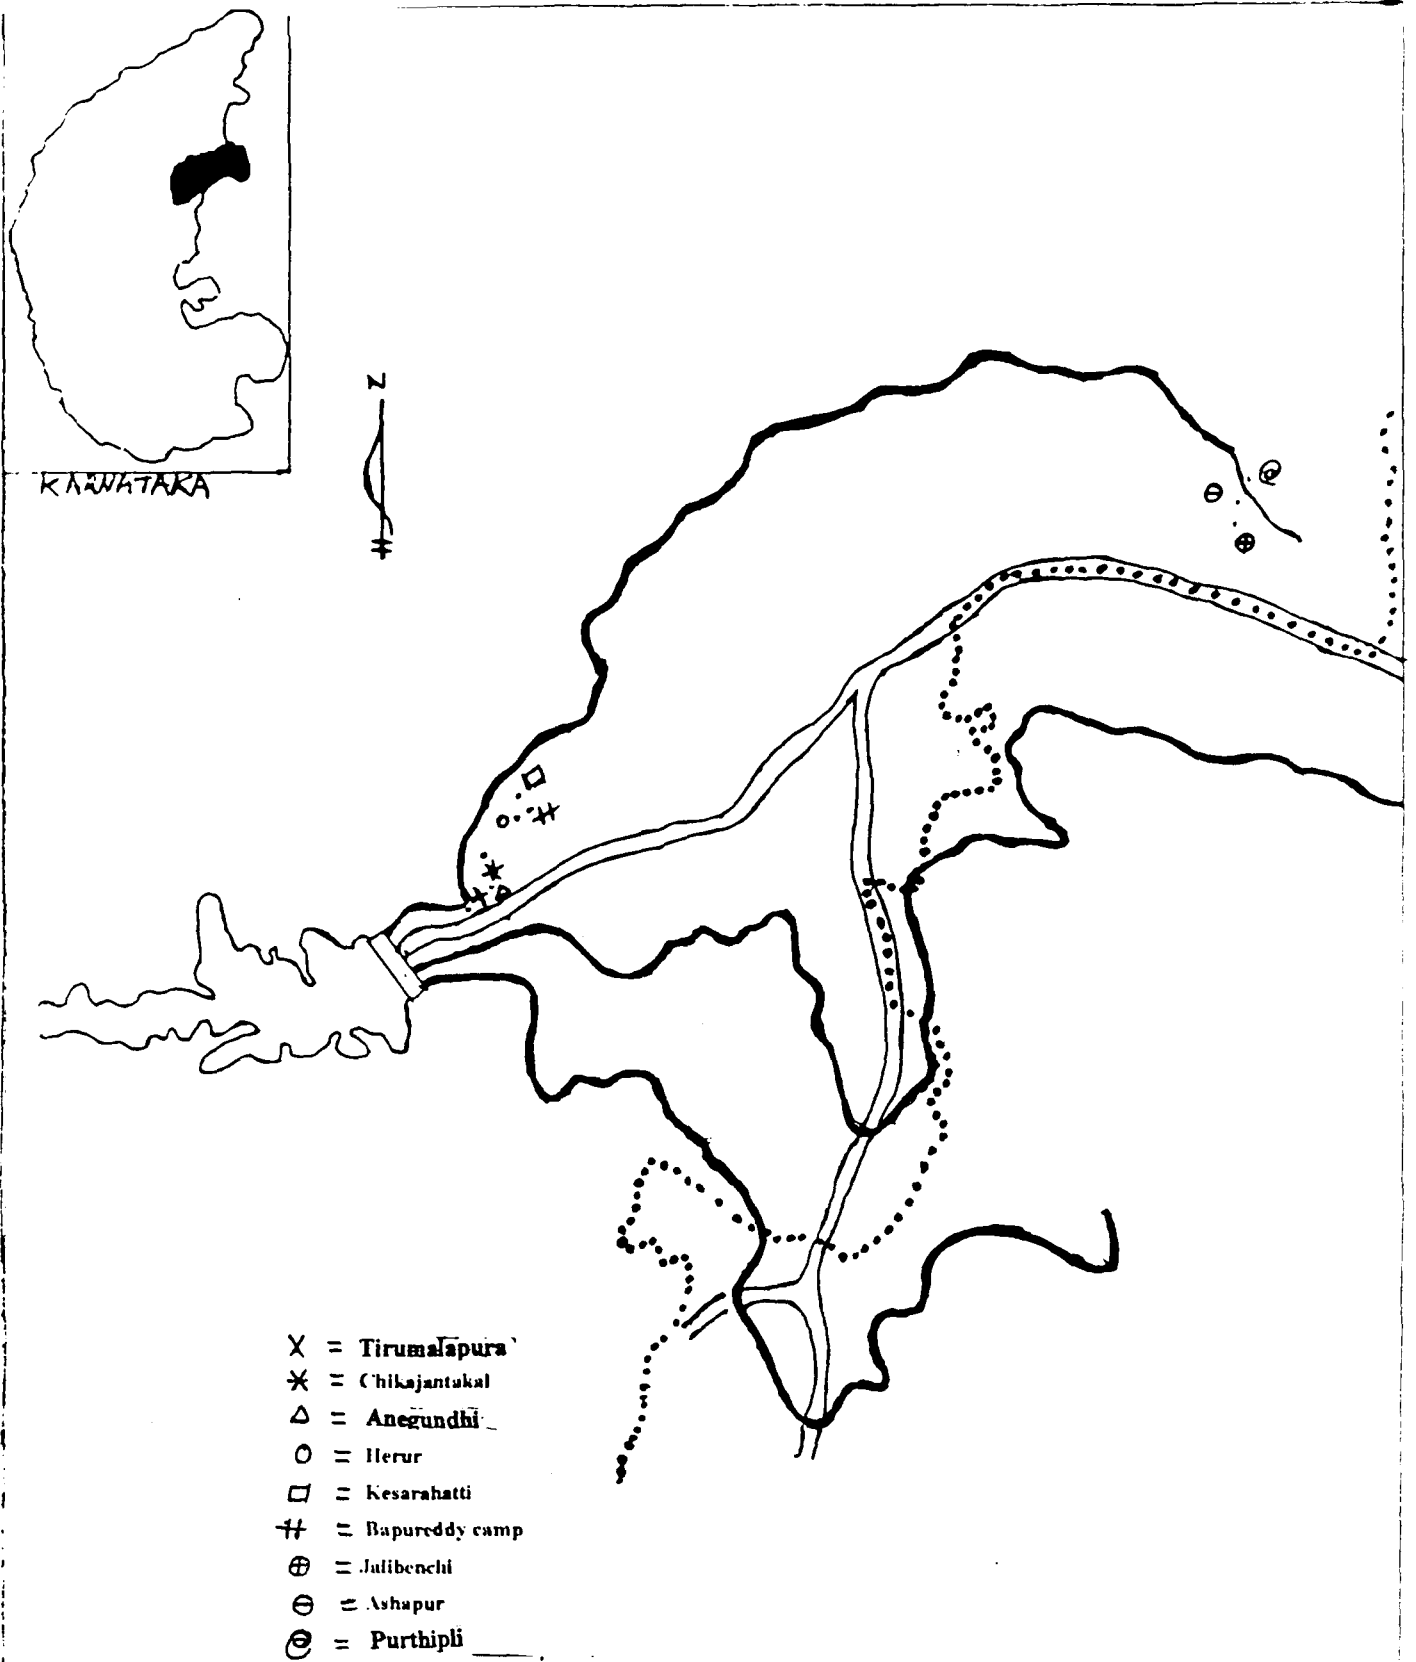 KARNATAKA
N
X = Tirumalapura
= Chikajantakal
= Anegundhi
= Herur
= Kesarahatti
= Bapureddy camp
= Jalibenchi
= Ashapur
= Purthipli